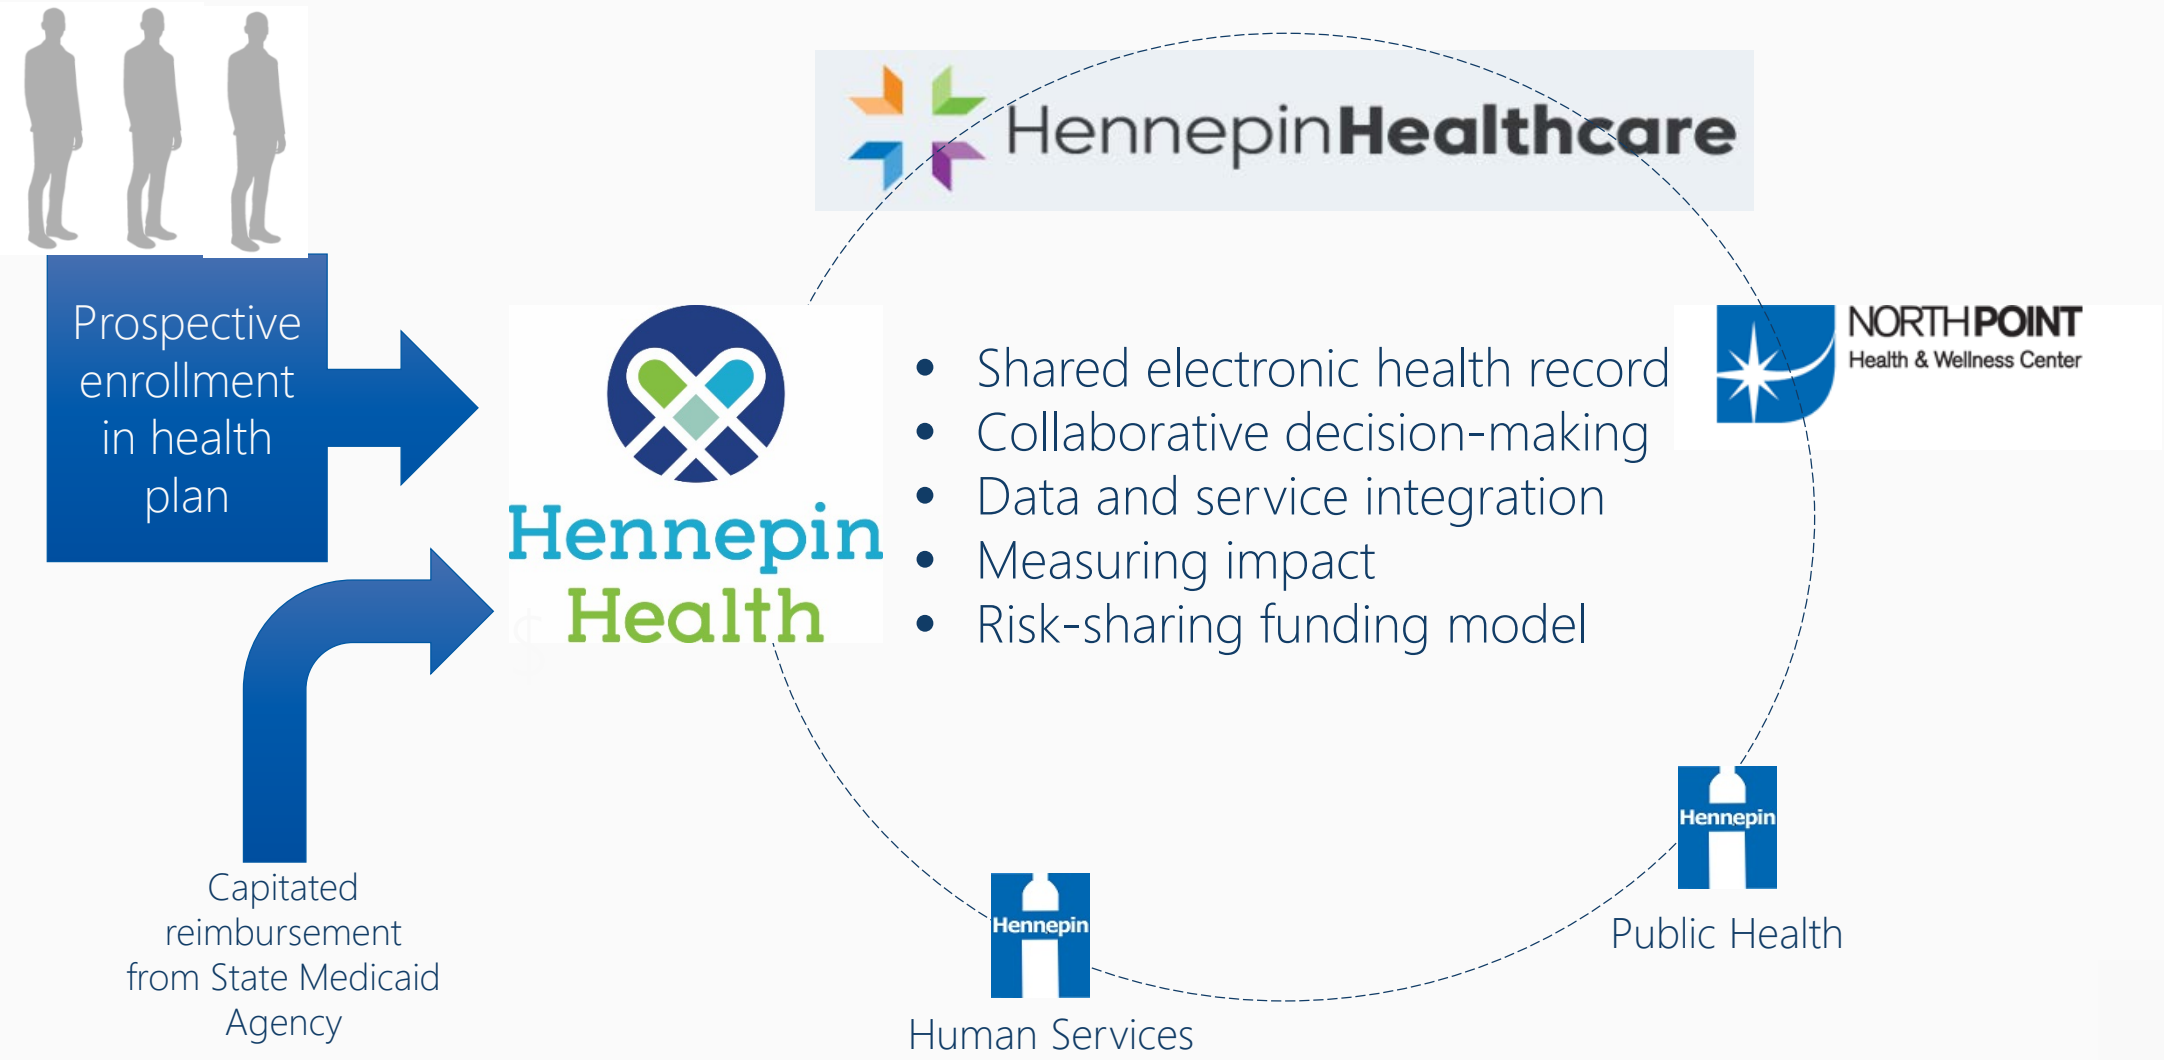 HennepinHealthcare
Prospective
enrollment
in health
plan
Hennepin
Health
$
• Shared electronic health record
• Collaborative decision-making
• Data and service integration
• Measuring impact
• Risk-sharing funding model
NORTHPOINT
Health & Wellness Center
Capitated
reimbursement
from State Medicaid
Agency
Hennepin
Human Services
Hennepin
Public Health